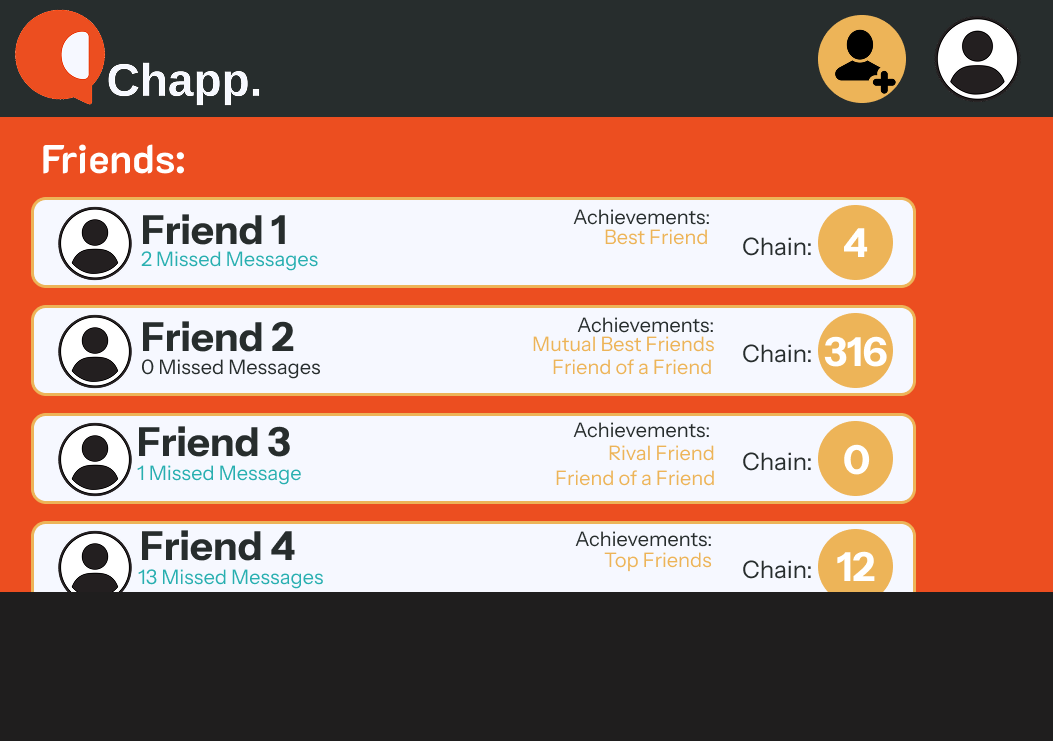 Chapp.
Friends:
Friend 1
2 Missed Messages
Achievements:
Best Friend
Chain:
4
Friend 2
0 Missed Messages
Achievements:
Mutual Best Friends
Friend of a Friend
Chain:
316
Friend 3
1 Missed Message
Achievements:
Rival Friend
Friend of a Friend
Chain:
0
Friend 4
13 Missed Messages
Achievements:
Top Friends
Chain:
12